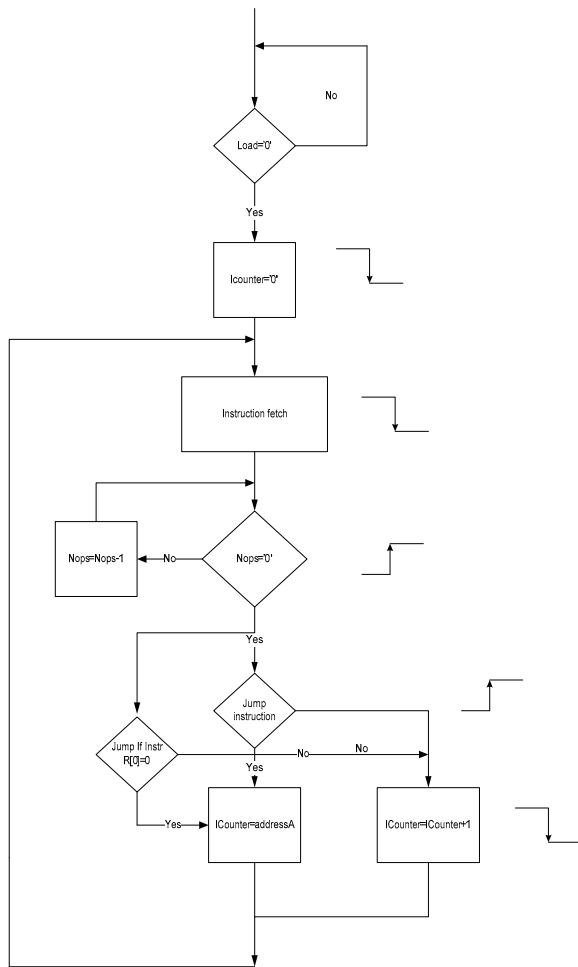 No
Load='0'
Yes
Icounter='0''
Instruction fetch
Nops=Nops-1
No
Nops='0'
Yes
Jump
instruction
Jump If Instr
R[0]=0
No
No
Yes
Yes
ICounter=addressA
ICounter=ICounter+1